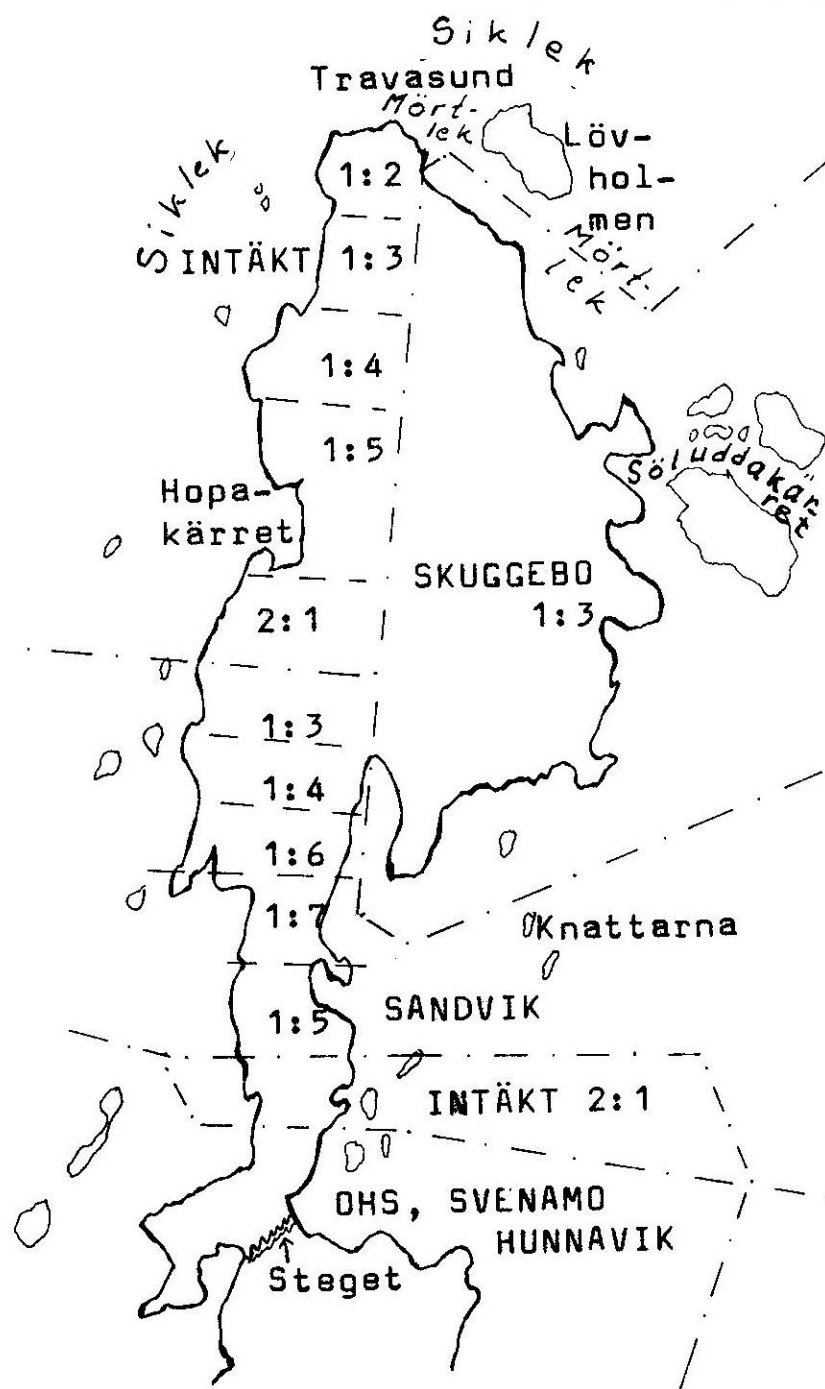 Siklek
Travasund
Mört-
lek
Löv-
hol-
men
Siklek
1:2
INTÄKT 1:3
Mört-
lek
1:4
1:5
Söluddakär-
ret
Hopa-
kärret
SKUGGEBO
1:3
2:1
1:3
1:4
1:6
1:7
Knattarna
SANDVIK
1:5
INTÄKT 2:1
OHS, SVENAMO
HUNNAVIK
Steget